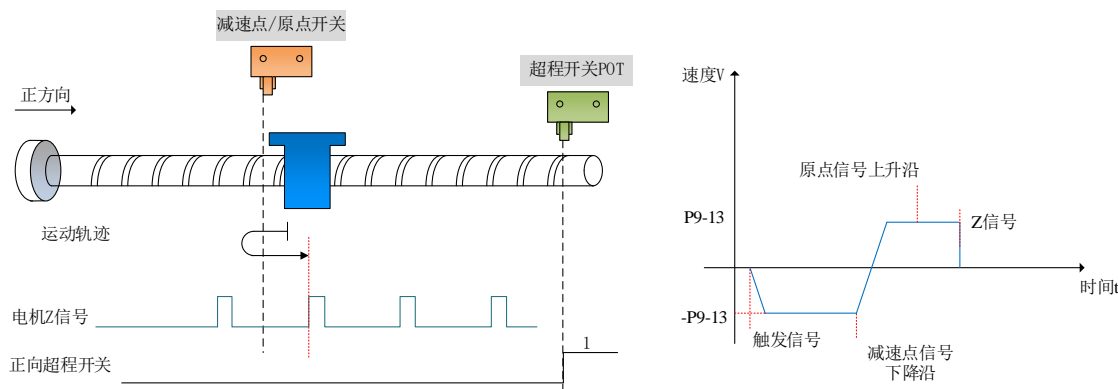 减速点/原点开关
超程开关POT
正方向
运动轨迹
电机Z信号
正向超程开关
1
速度V
原点信号上升沿
P9-13
Z信号
时间t
-P9-13
触发信号
减速点信号
下降沿